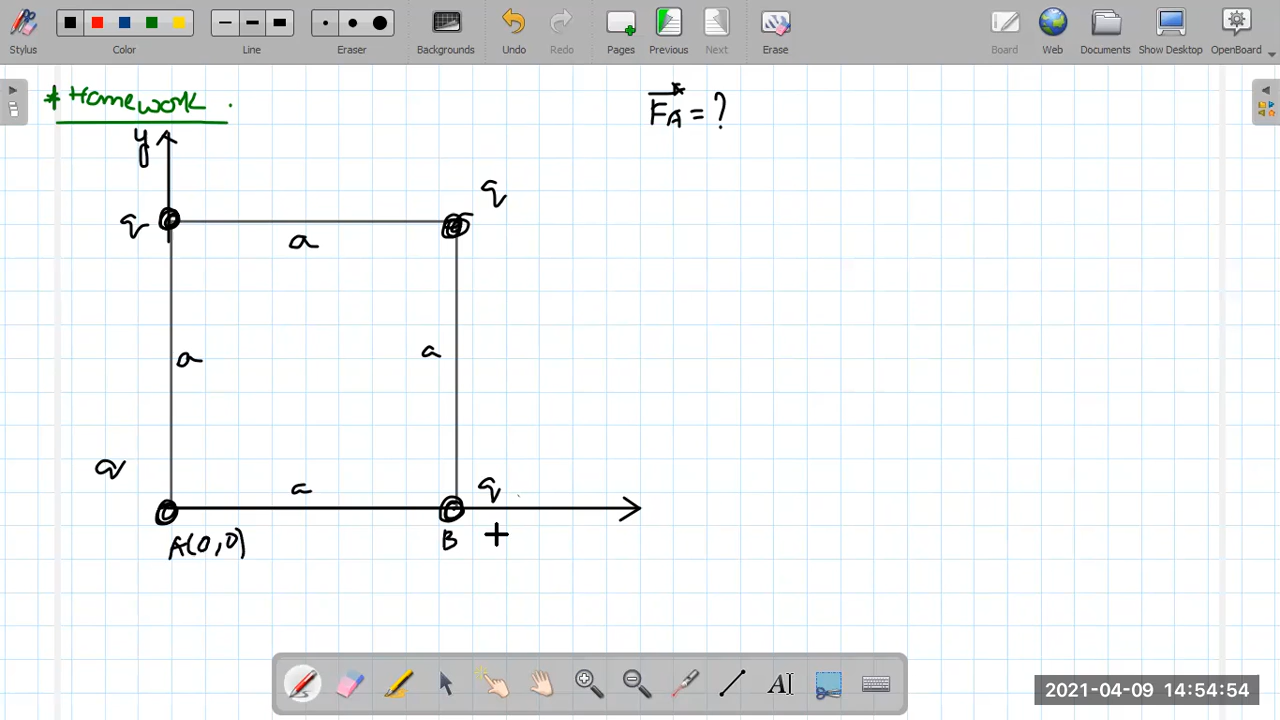 Stylus Color Line Eraser Backgrounds Undo Redo Pages Previous Next Erase Board Web Documents Show Desktop OpenBoard
* Homework .
F_A = ?
y
q q
a
a a
q a q
A(0,0) B +
2021-04-09 14:54:54